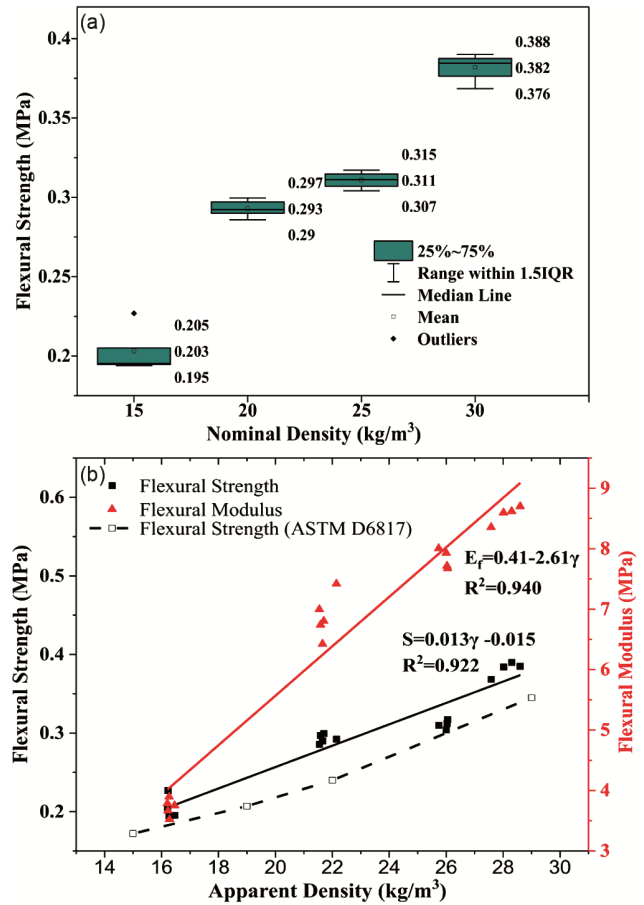 (a)
Flexural Strength (MPa)
0.4
0.3
0.25
0.2
0.388
0.382
0.376
0.315
0.311
0.307
0.297
0.293
0.29
0.205
0.203
0.195
25%~75%
Range within 1.5IQR
Median Line
Mean
Outliers
15 20 25 30
Nominal Density (kg/m³)
(b)
Flexural Strength
Flexural Modulus
Flexural Strength (ASTM D6817)
Flexural Strength (MPa)
0.6
0.5
0.4
0.3
0.2
E_f=0.41-2.61γ
R²=0.940
S=0.013γ -0.015
R²=0.922
9
8
7
6
5
4
3
Flexural Modulus (MPa)
14 16 18 20 22 24 26 28 30
Apparent Density (kg/m³)